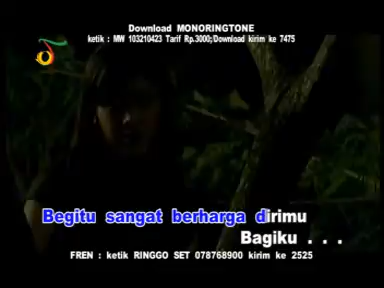 Download MONORINGTONE
ketik : MW 103210423 Tarif Rp.3000;Download kirim ke 7475
Begitu sangat berharga dirimu
Bagiku . . .
FREN : ketik RINGGO SET 078768900 kirim ke 2525